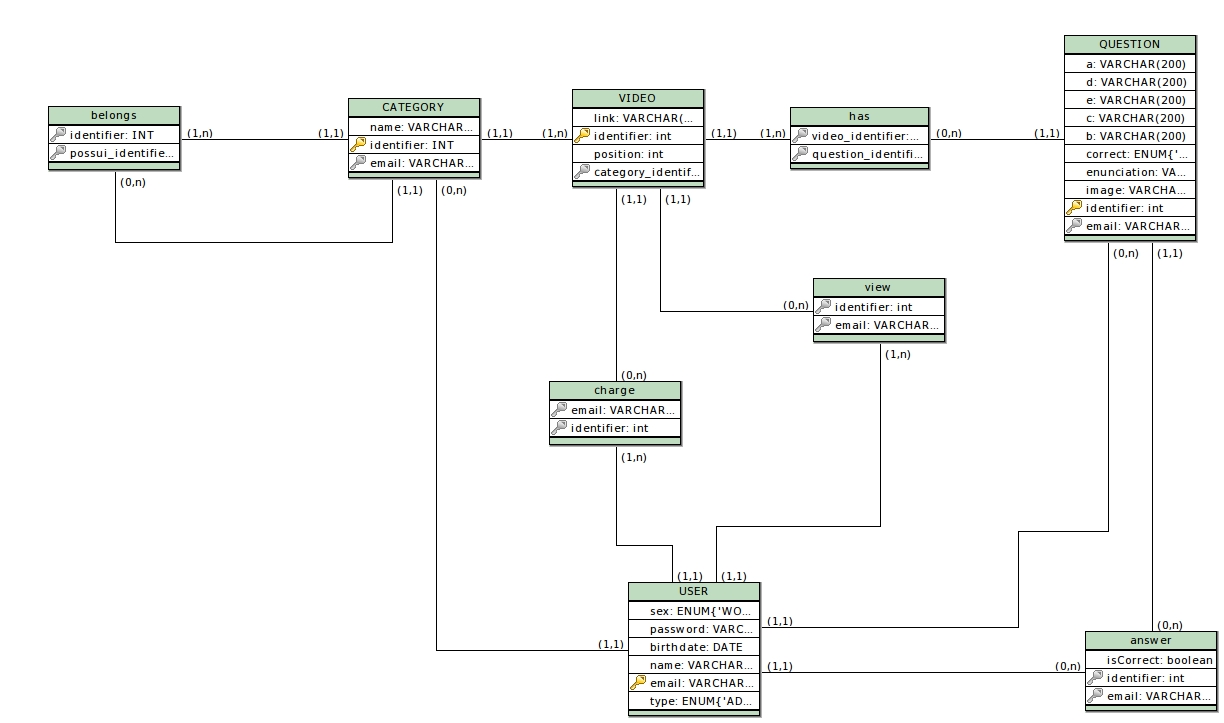 belongs
identifier: INT
possui_identifie...
(1,n)
(0,n)
(1,1)
CATEGORY
name: VARCHAR...
identifier: INT
email: VARCHAR...
(1,1)
(1,1)
(0,n)
(1,n)
VIDEO
link: VARCHAR(...
identifier: int
position: int
category_identif...
(1,1)
(1,1)
(1,1)
(1,n)
has
video_identifier:...
question_identifi...
(0,n)
(1,1)
QUESTION
a: VARCHAR(200)
d: VARCHAR(200)
e: VARCHAR(200)
c: VARCHAR(200)
b: VARCHAR(200)
correct: ENUM{'...
enunciation: VA...
image: VARCHA...
identifier: int
email: VARCHAR...
(0,n)
(1,1)
(0,n)
view
identifier: int
email: VARCHAR...
(1,n)
(0,n)
charge
email: VARCHAR...
identifier: int
(1,n)
(1,1)
(1,1)
(1,1)
USER
sex: ENUM{'WO...
password: VARC...
birthdate: DATE
name: VARCHAR...
email: VARCHAR...
type: ENUM{'AD...
(1,1)
(1,1)
(0,n)
(0,n)
answer
isCorrect: boolean
identifier: int
email: VARCHAR...